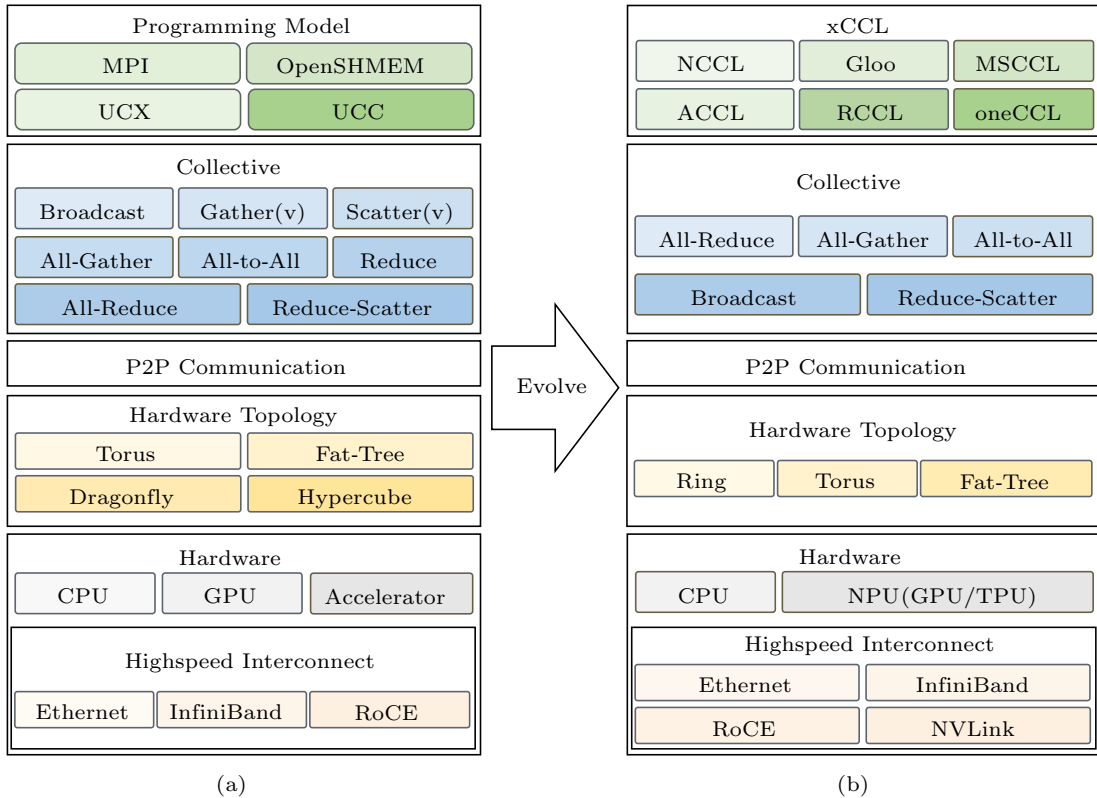 Programming Model
MPI
OpenSHMEM
UCX
UCC
Collective
Broadcast
Gather(v)
Scatter(v)
All-Gather
All-to-All
Reduce
All-Reduce
Reduce-Scatter
P2P Communication
Hardware Topology
Torus
Fat-Tree
Dragonfly
Hypercube
Hardware
CPU
GPU
Accelerator
Highspeed Interconnect
Ethernet
InfiniBand
RoCE
(a)
Evolve
xCCL
NCCL
Gloo
MSCCL
ACCL
RCCL
oneCCL
Collective
All-Reduce
All-Gather
All-to-All
Broadcast
Reduce-Scatter
P2P Communication
Hardware Topology
Ring
Torus
Fat-Tree
Hardware
CPU
NPU(GPU/TPU)
Highspeed Interconnect
Ethernet
InfiniBand
RoCE
NVLink
(b)